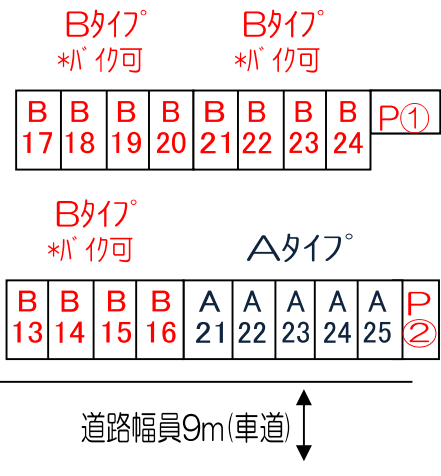 Bタイプ Bタイプ
*バイク可 *バイク可
B B B B B B B B P①
17 18 19 20 21 22 23 24
Bタイプ
*バイク可 Aタイプ
B B B B A A A A A P
13 14 15 16 21 22 23 24 25 ②
道路幅員9m(車道)